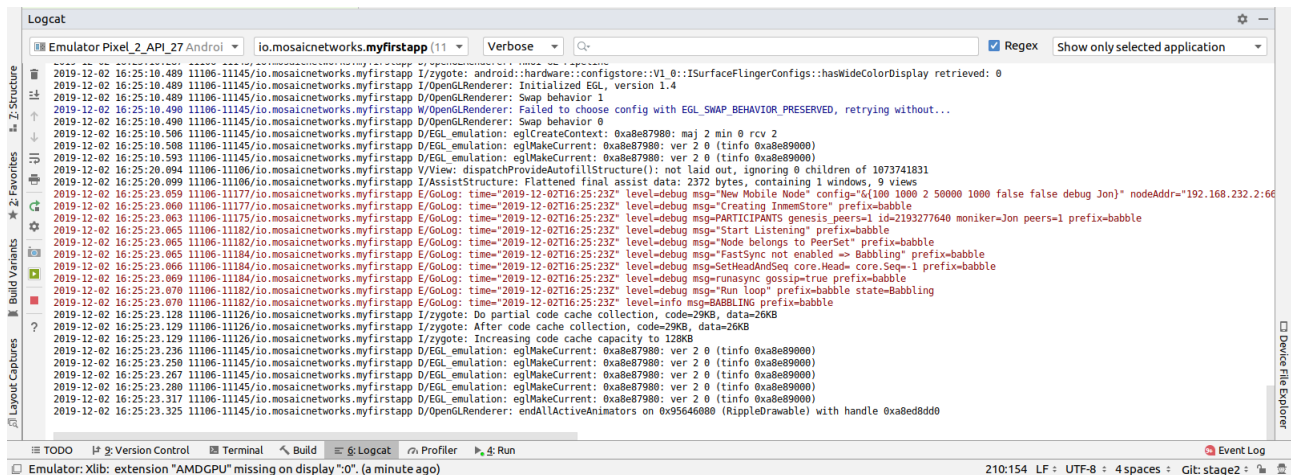 Logcat
Emulator Pixel_2_API_27 Androi
io.mosaicnetworks.myfirstapp (11
Verbose
Regex
Show only selected application
2019-12-02 16:25:10.489 11106-11145/io.mosaicnetworks.myfirstapp I/zygote: android::hardware::configstore::V1_0::ISurfaceFlingerConfigs::hasWideColorDisplay retrieved: 0
2019-12-02 16:25:10.489 11106-11145/io.mosaicnetworks.myfirstapp I/OpenGLRenderer: Initialized EGL, version 1.4
2019-12-02 16:25:10.489 11106-11145/io.mosaicnetworks.myfirstapp D/OpenGLRenderer: Swap behavior 1
2019-12-02 16:25:10.490 11106-11145/io.mosaicnetworks.myfirstapp W/OpenGLRenderer: Failed to choose config with EGL_SWAP_BEHAVIOR_PRESERVED, retrying without...
2019-12-02 16:25:10.490 11106-11145/io.mosaicnetworks.myfirstapp D/OpenGLRenderer: Swap behavior 0
2019-12-02 16:25:10.506 11106-11145/io.mosaicnetworks.myfirstapp D/EGL_emulation: eglCreateContext: 0xa8e87980: maj 2 min 0 rcv 2
2019-12-02 16:25:10.508 11106-11145/io.mosaicnetworks.myfirstapp D/EGL_emulation: eglMakeCurrent: 0xa8e87980: ver 2 0 (tinfo 0xa8e89000)
2019-12-02 16:25:10.593 11106-11145/io.mosaicnetworks.myfirstapp D/EGL_emulation: eglMakeCurrent: 0xa8e87980: ver 2 0 (tinfo 0xa8e89000)
2019-12-02 16:25:20.094 11106-11106/io.mosaicnetworks.myfirstapp V/View: dispatchProvideAutofillStructure(): not laid out, ignoring 0 children of 1073741831
2019-12-02 16:25:20.099 11106-11106/io.mosaicnetworks.myfirstapp I/AssistStructure: Flattened final assist data: 2372 bytes, containing 1 windows, 9 views
2019-12-02 16:25:23.059 11106-11177/io.mosaicnetworks.myfirstapp E/GoLog: time="2019-12-02T16:25:23Z" level=debug msg="New Mobile Node" config="&{100 1000 2 50000 1000 false false debug Jon}" nodeAddr="192.168.232.2:66
2019-12-02 16:25:23.060 11106-11177/io.mosaicnetworks.myfirstapp E/GoLog: time="2019-12-02T16:25:23Z" level=debug msg="Creating InmemStore" prefix=babble
2019-12-02 16:25:23.063 11106-11175/io.mosaicnetworks.myfirstapp E/GoLog: time="2019-12-02T16:25:23Z" level=debug msg=PARTICIPANTS genesis_peers=1 id=2193277640 moniker=Jon peers=1 prefix=babble
2019-12-02 16:25:23.065 11106-11182/io.mosaicnetworks.myfirstapp E/GoLog: time="2019-12-02T16:25:23Z" level=debug msg="Start Listening" prefix=babble
2019-12-02 16:25:23.065 11106-11182/io.mosaicnetworks.myfirstapp E/GoLog: time="2019-12-02T16:25:23Z" level=debug msg="Node belongs to PeerSet" prefix=babble
2019-12-02 16:25:23.065 11106-11184/io.mosaicnetworks.myfirstapp E/GoLog: time="2019-12-02T16:25:23Z" level=debug msg="FastSync not enabled => Babbling" prefix=babble
2019-12-02 16:25:23.066 11106-11184/io.mosaicnetworks.myfirstapp E/GoLog: time="2019-12-02T16:25:23Z" level=debug msg=SetHeadAndSeq core.Head= core.Seq=-1 prefix=babble
2019-12-02 16:25:23.069 11106-11184/io.mosaicnetworks.myfirstapp E/GoLog: time="2019-12-02T16:25:23Z" level=debug msg=runasync gossip=true prefix=babble
2019-12-02 16:25:23.070 11106-11182/io.mosaicnetworks.myfirstapp E/GoLog: time="2019-12-02T16:25:23Z" level=debug msg="Run loop" prefix=babble state=Babbling
2019-12-02 16:25:23.070 11106-11182/io.mosaicnetworks.myfirstapp E/GoLog: time="2019-12-02T16:25:23Z" level=info msg=BABBLING prefix=babble
2019-12-02 16:25:23.128 11106-11126/io.mosaicnetworks.myfirstapp I/zygote: Do partial code cache collection, code=29KB, data=26KB
2019-12-02 16:25:23.129 11106-11126/io.mosaicnetworks.myfirstapp I/zygote: After code cache collection, code=29KB, data=26KB
2019-12-02 16:25:23.129 11106-11126/io.mosaicnetworks.myfirstapp I/zygote: Increasing code cache capacity to 128KB
2019-12-02 16:25:23.236 11106-11145/io.mosaicnetworks.myfirstapp D/EGL_emulation: eglMakeCurrent: 0xa8e87980: ver 2 0 (tinfo 0xa8e89000)
2019-12-02 16:25:23.250 11106-11145/io.mosaicnetworks.myfirstapp D/EGL_emulation: eglMakeCurrent: 0xa8e87980: ver 2 0 (tinfo 0xa8e89000)
2019-12-02 16:25:23.267 11106-11145/io.mosaicnetworks.myfirstapp D/EGL_emulation: eglMakeCurrent: 0xa8e87980: ver 2 0 (tinfo 0xa8e89000)
2019-12-02 16:25:23.280 11106-11145/io.mosaicnetworks.myfirstapp D/EGL_emulation: eglMakeCurrent: 0xa8e87980: ver 2 0 (tinfo 0xa8e89000)
2019-12-02 16:25:23.317 11106-11145/io.mosaicnetworks.myfirstapp D/EGL_emulation: eglMakeCurrent: 0xa8e87980: ver 2 0 (tinfo 0xa8e89000)
2019-12-02 16:25:23.325 11106-11145/io.mosaicnetworks.myfirstapp D/OpenGLRenderer: endAllActiveAnimators on 0x95646080 (RippleDrawable) with handle 0xa8ed8dd0
Z: Structure
2: Favorites
Build Variants
Layout Captures
Device File Explorer
TODO
9: Version Control
Terminal
Build
6: Logcat
Profiler
4: Run
Event Log
Emulator: Xlib: extension "AMDGPU" missing on display ":0". (a minute ago)
210:154 LF UTF-8 4 spaces Git: stage2